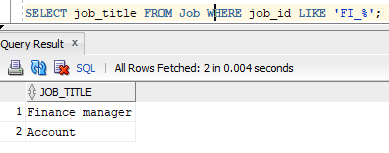 SELECT job_title FROM Job WHERE job_id LIKE 'FI_%';
Query Result ×
SQL | All Rows Fetched: 2 in 0.004 seconds
JOB_TITLE
1 Finance manager
2 Account